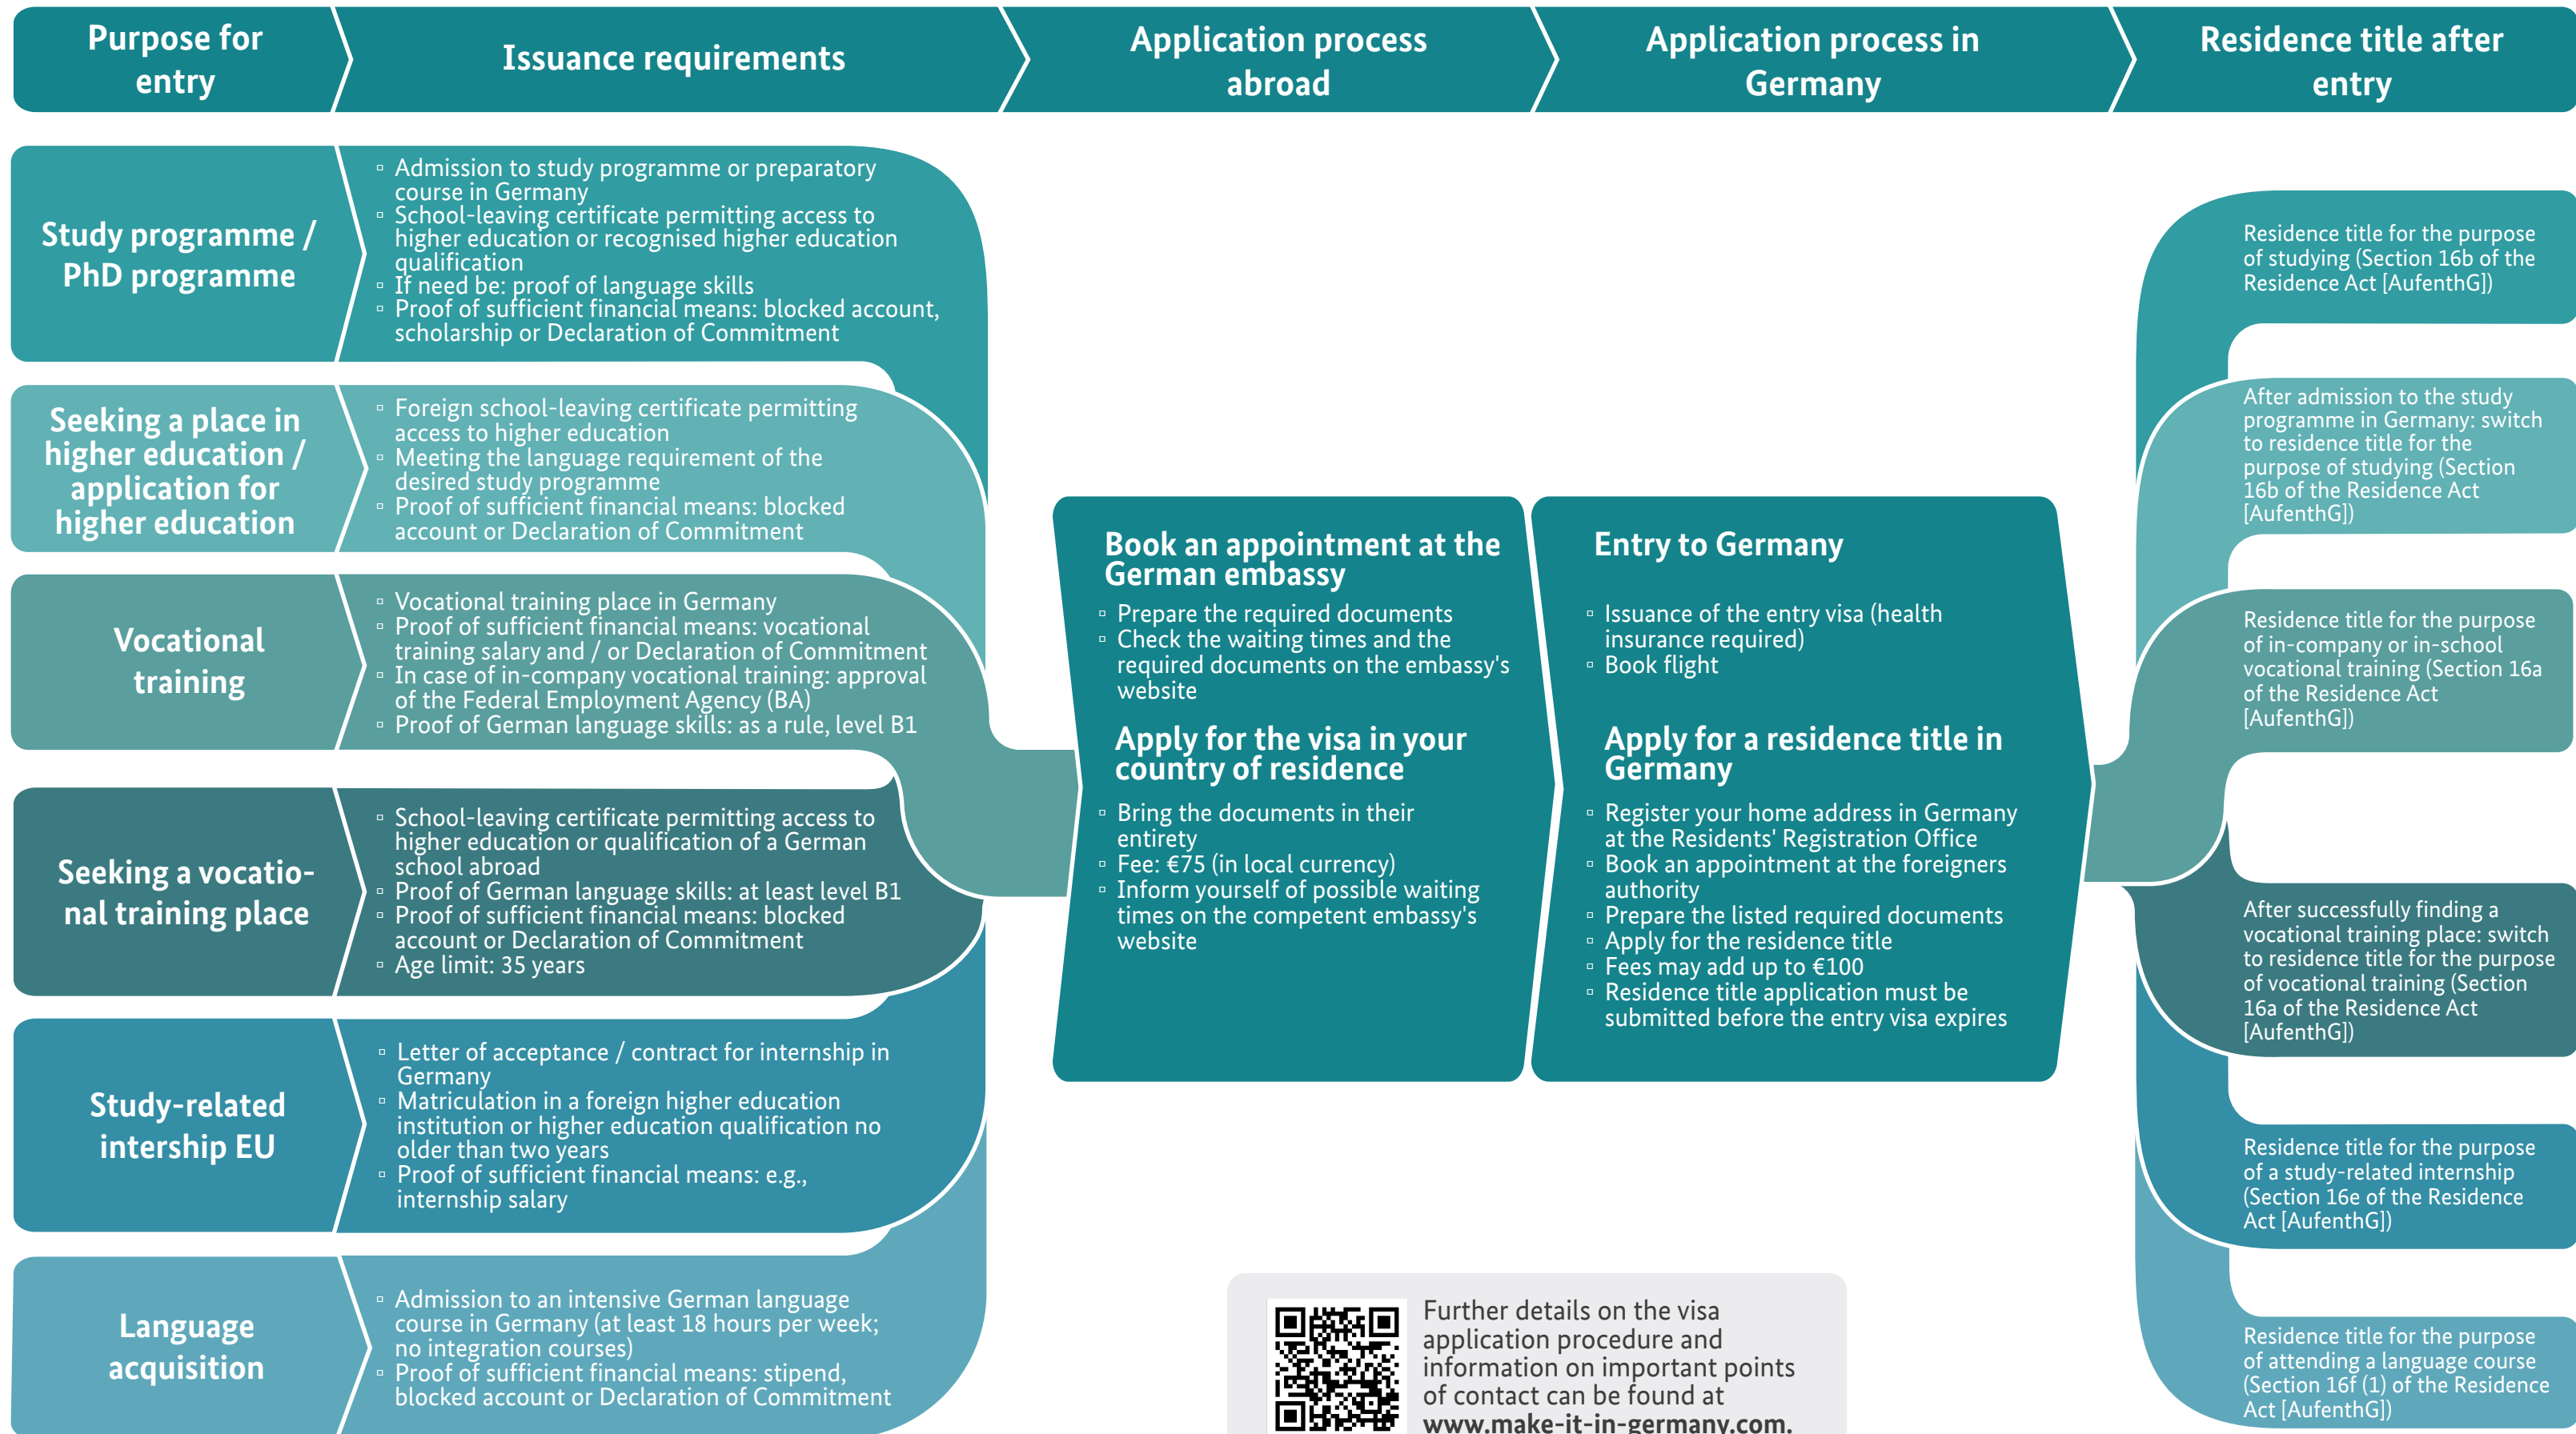 Purpose for
entry
Issuance requirements
Application process
abroad
Application process in
Germany
Residence title after
entry
Study programme /
PhD programme
▫ Admission to study programme or preparatory
course in Germany
▫ School-leaving certificate permitting access to
higher education or recognised higher education
qualification
▫ If need be: proof of language skills
▫ Proof of sufficient financial means: blocked account,
scholarship or Declaration of Commitment
Seeking a place in
higher education /
application for
higher education
▫ Foreign school-leaving certificate permitting
access to higher education
▫ Meeting the language requirement of the
desired study programme
▫ Proof of sufficient financial means: blocked
account or Declaration of Commitment
Vocational
training
▫ Vocational training place in Germany
▫ Proof of sufficient financial means: vocational
training salary and / or Declaration of Commitment
▫ In case of in-company vocational training: approval
of the Federal Employment Agency (BA)
▫ Proof of German language skills: as a rule, level B1
Seeking a vocatio-
nal training place
▫ School-leaving certificate permitting access to
higher education or qualification of a German
school abroad
▫ Proof of German language skills: at least level B1
▫ Proof of sufficient financial means: blocked
account or Declaration of Commitment
▫ Age limit: 35 years
Study-related
intership EU
▫ Letter of acceptance / contract for internship in
Germany
▫ Matriculation in a foreign higher education
institution or higher education qualification no
older than two years
▫ Proof of sufficient financial means: e.g.,
internship salary
Language
acquisition
▫ Admission to an intensive German language
course in Germany (at least 18 hours per week;
no integration courses)
▫ Proof of sufficient financial means: stipend,
blocked account or Declaration of Commitment
Book an appointment at the
German embassy
▫ Prepare the required documents
▫ Check the waiting times and the
required documents on the embassy's
website
Apply for the visa in your
country of residence
▫ Bring the documents in their
entirety
▫ Fee: €75 (in local currency)
▫ Inform yourself of possible waiting
times on the competent embassy's
website
Entry to Germany
▫ Issuance of the entry visa (health
insurance required)
▫ Book flight
Apply for a residence title in
Germany
▫ Register your home address in Germany
at the Residents' Registration Office
▫ Book an appointment at the foreigners
authority
▫ Prepare the listed required documents
▫ Apply for the residence title
▫ Fees may add up to €100
▫ Residence title application must be
submitted before the entry visa expires
Residence title for the purpose
of studying (Section 16b of the
Residence Act [AufenthG])
After admission to the study
programme in Germany: switch
to residence title for the
purpose of studying (Section
16b of the Residence Act
[AufenthG])
Residence title for the purpose
of in-company or in-school
vocational training (Section 16a
of the Residence Act
[AufenthG])
After successfully finding a
vocational training place: switch
to residence title for the purpose
of vocational training (Section
16a of the Residence Act
[AufenthG])
Residence title for the purpose
of a study-related internship
(Section 16e of the Residence
Act [AufenthG])
Residence title for the purpose
of attending a language course
(Section 16f (1) of the Residence
Act [AufenthG])
Further details on the visa
application procedure and
information on important points
of contact can be found at
www.make-it-in-germany.com.